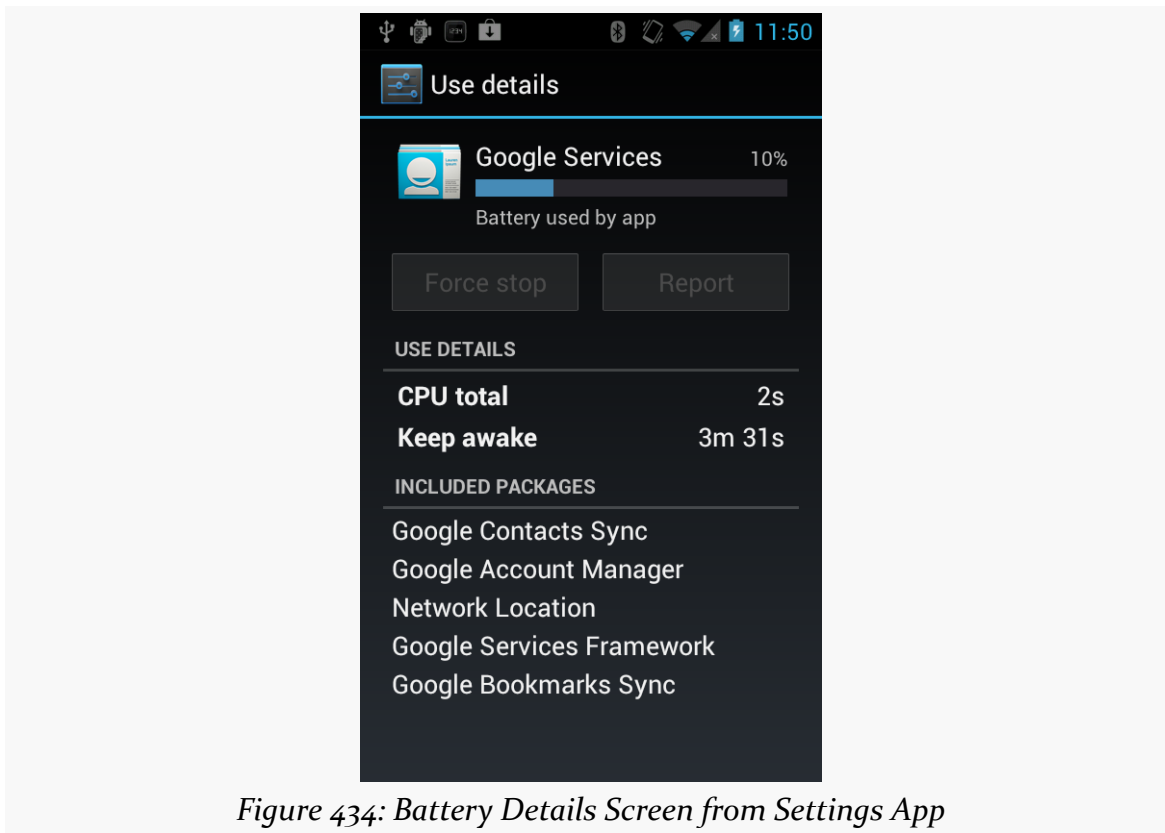 11:50
Use details
Google Services 10%
Battery used by app
Force stop Report
USE DETAILS
CPU total 2s
Keep awake 3m 31s
INCLUDED PACKAGES
Google Contacts Sync
Google Account Manager
Network Location
Google Services Framework
Google Bookmarks Sync
Figure 434: Battery Details Screen from Settings App